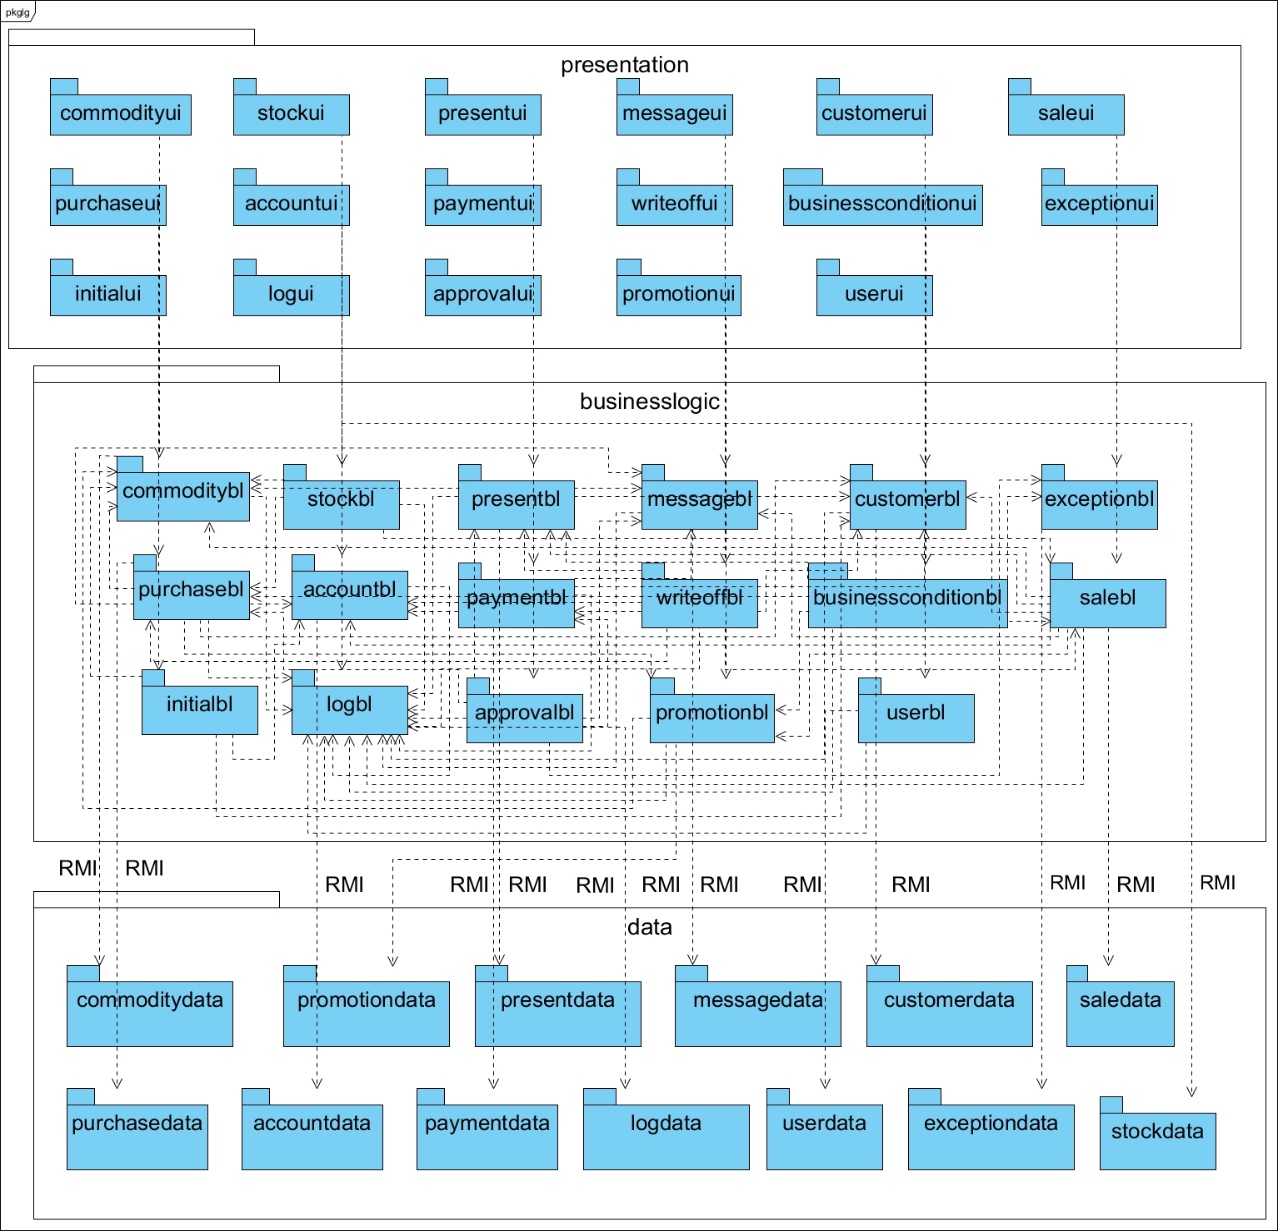 pkglg
presentation
commodityui
stockui
presentui
messageui
customerui
saleui
purchaseui
accountui
paymentui
writeoffui
businessconditionui
exceptionui
initialui
logui
approvalui
promotionui
userui
businesslogic
commoditybl
stockbl
presentbl
messagebl
customerbl
exceptionbl
purchasebl
accountbl
paymentbl
writeoffbl
businessconditionbl
salebl
initialbl
logbl
approvalbl
promotionbl
userbl
RMI
RMI
RMI
RMI
RMI
RMI
RMI
RMI
RMI
RMI
RMI
RMI
RMI
data
commoditydata
promotiondata
presentdata
messagedata
customerdata
saledata
purchasedata
accountdata
paymentdata
logdata
userdata
exceptiondata
stockdata